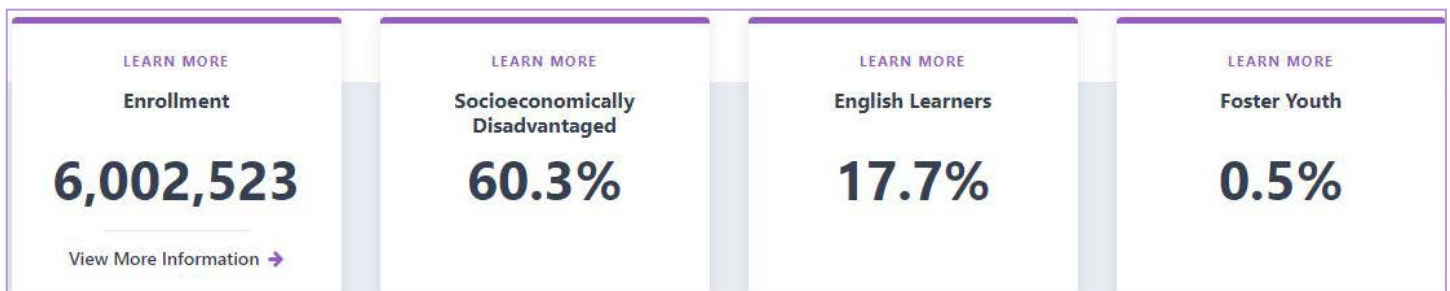 LEARN MORE
Enrollment
6,002,523
View More Information
LEARN MORE
Socioeconomically
Disadvantaged
60.3%
LEARN MORE
English Learners
17.7%
LEARN MORE
Foster Youth
0.5%